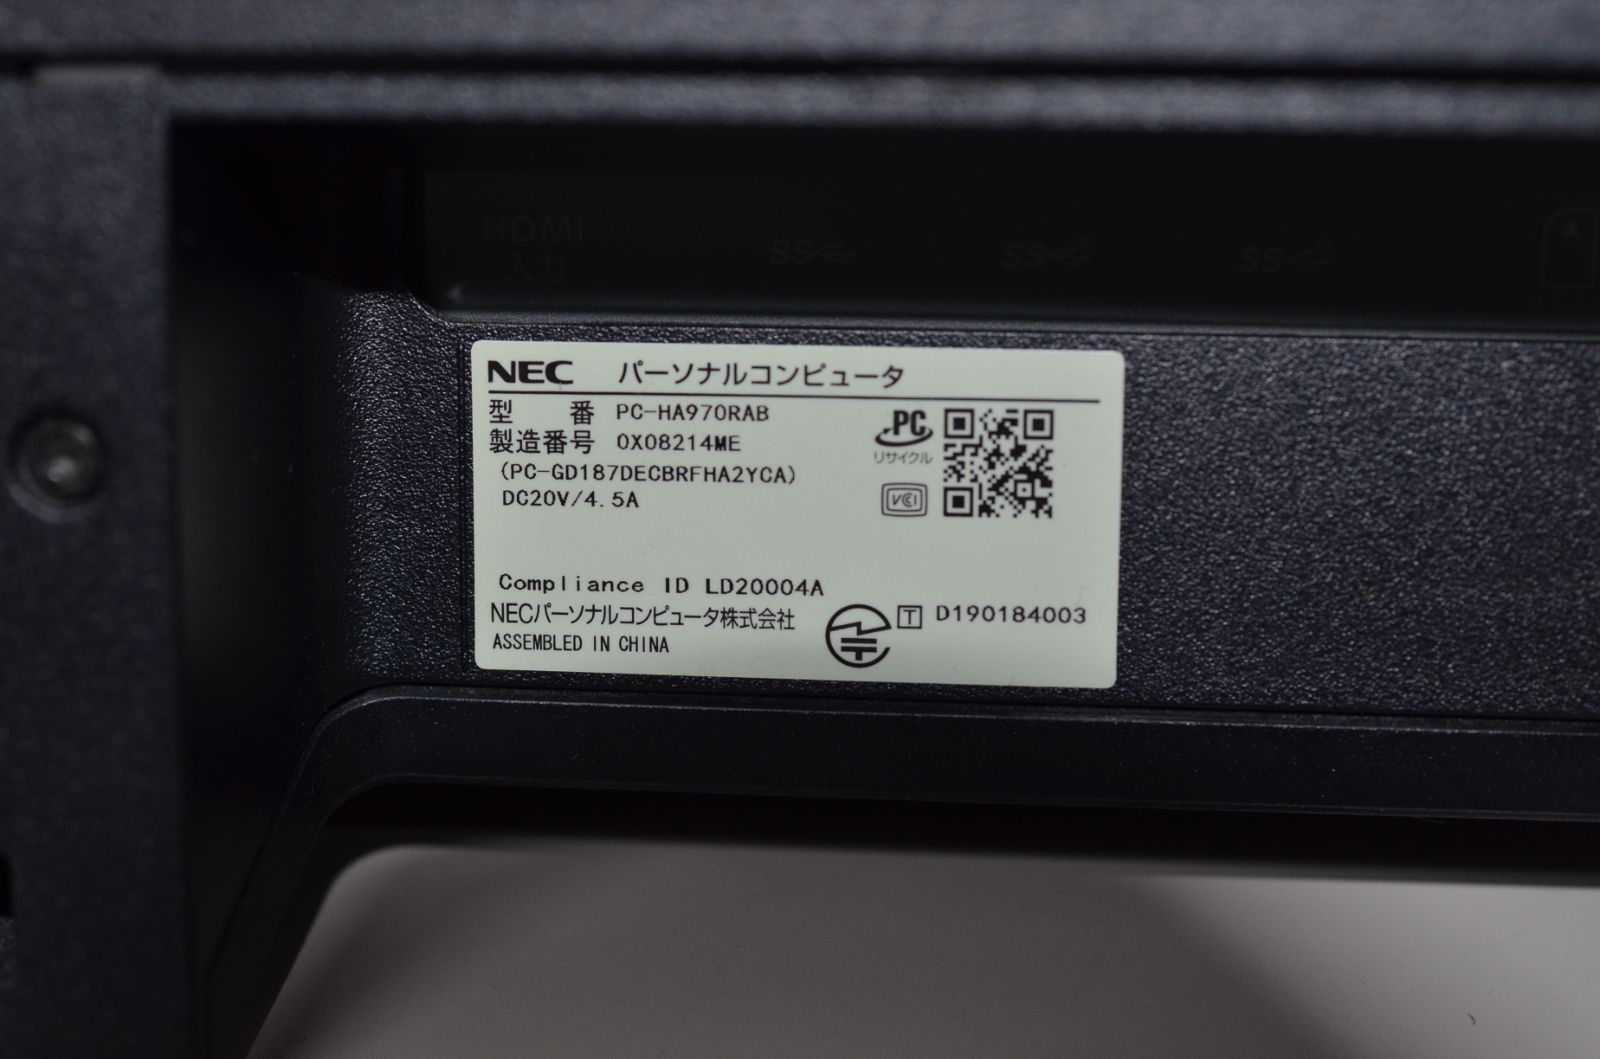 HDMI
入力
SS SS SS
NEC パーソナルコンピュータ
型 番 PC-HA970RAB
製造番号 0X08214ME
(PC-GD187DECBRFHA2YCA)
DC20V/4.5A
PC
リサイクル
VCI
Compliance ID LD20004A
NECパーソナルコンピュータ株式会社
ASSEMBLED IN CHINA
T D190184003